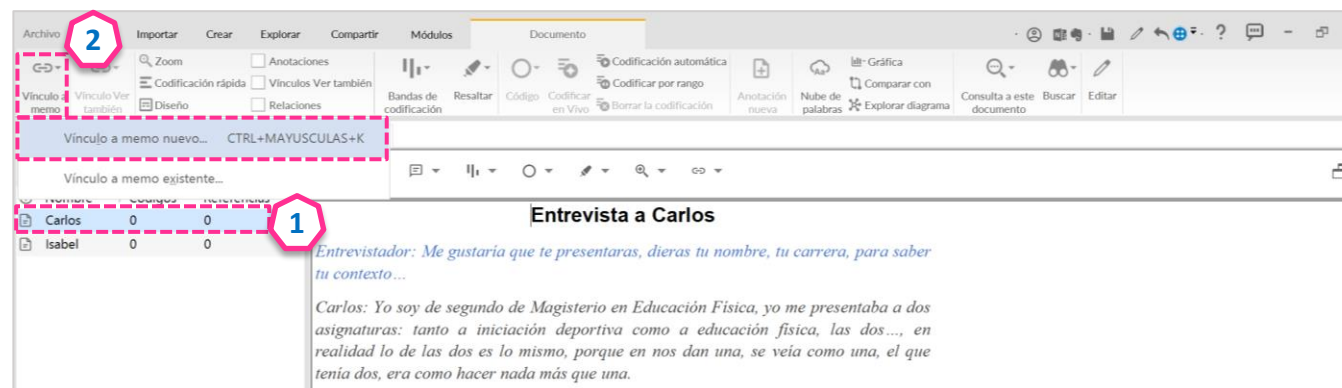 Archivo
2
Importar Crear Explorar Compartir Módulos Documento
?
Vínculo a memo
Vínculo Ver también
Zoom
Codificación rápida
Diseño
Anotaciones
Vínculos Ver también
Relaciones
Bandas de codificación
Resaltar
Código
Codificar en Vivo
Codificación automática
Codificar por rango
Borrar la codificación
Anotación nueva
Nube de palabras
Gráfica
Comparar con
Explorar diagrama
Consulta a este documento
Buscar
Editar
Vínculo a memo nuevo... CTRL+MAYUSCULAS+K
Vínculo a memo existente...
Nombre Códigos Referencias
Carlos 0 0
1
Isabel 0 0
Entrevista a Carlos
Entrevistador: Me gustaría que te presentaras, dieras tu nombre, tu carrera, para saber
tu contexto…
Carlos: Yo soy de segundo de Magisterio en Educación Física, yo me presentaba a dos
asignaturas: tanto a iniciación deportiva como a educación física, las dos…, en
realidad lo de las dos es lo mismo, porque en nos dan una, se veía como una, el que
tenía dos, era como hacer nada más que una.